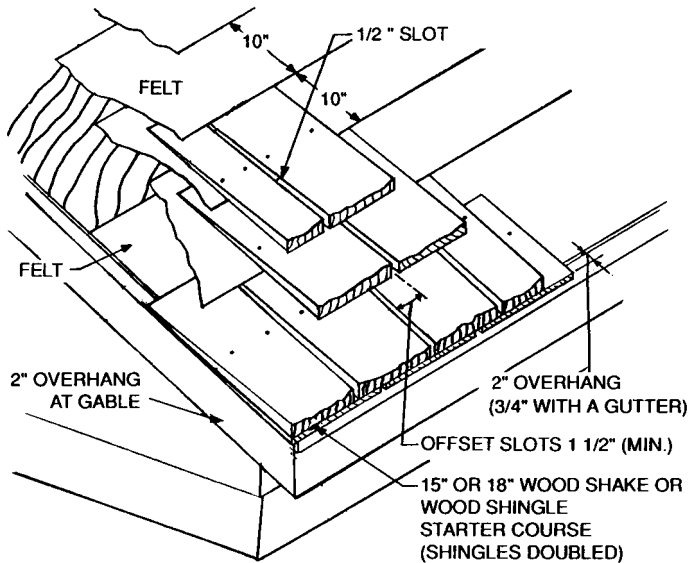 1/2 " SLOT
10"
FELT
10"
FELT
2" OVERHANG
AT GABLE
2" OVERHANG
(3/4" WITH A GUTTER)
OFFSET SLOTS 1 1/2" (MIN.)
15" OR 18" WOOD SHAKE OR
WOOD SHINGLE
STARTER COURSE
(SHINGLES DOUBLED)